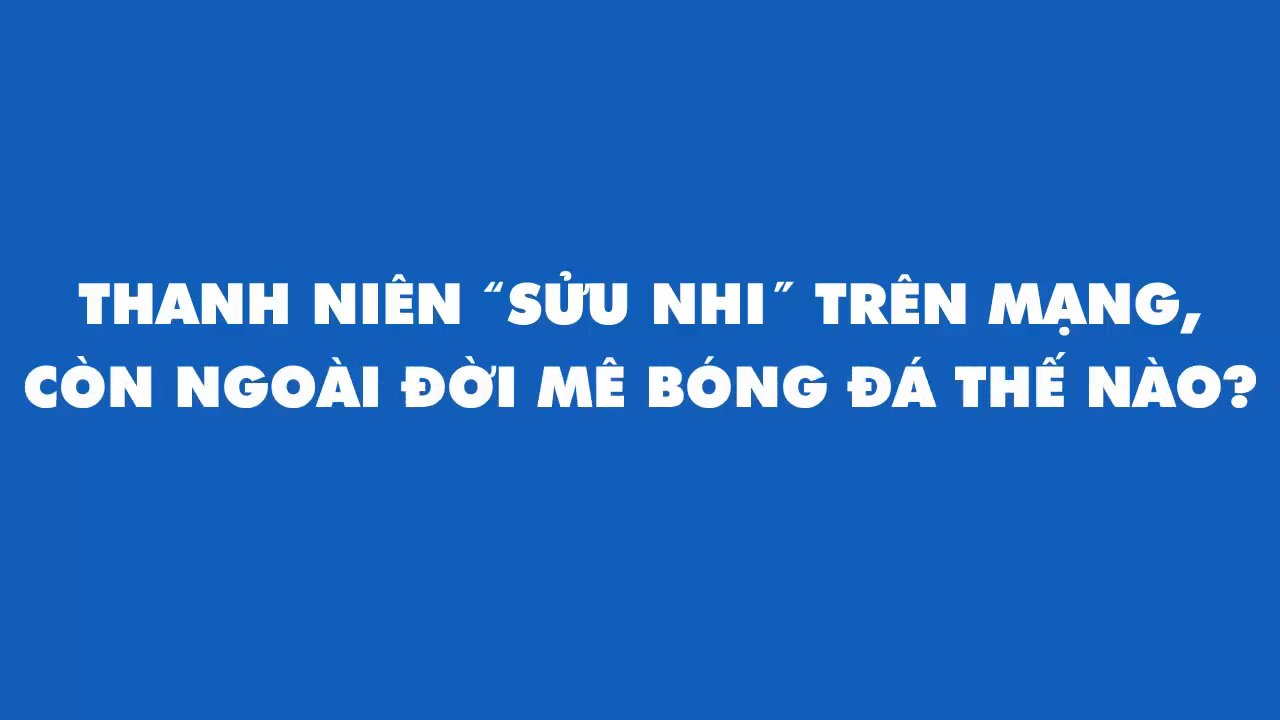 THANH NIÊN “SỬU NHI” TRÊN MẠNG,
CÒN NGOÀI ĐỜI MÊ BÓNG ĐÁ THẾ NÀO?